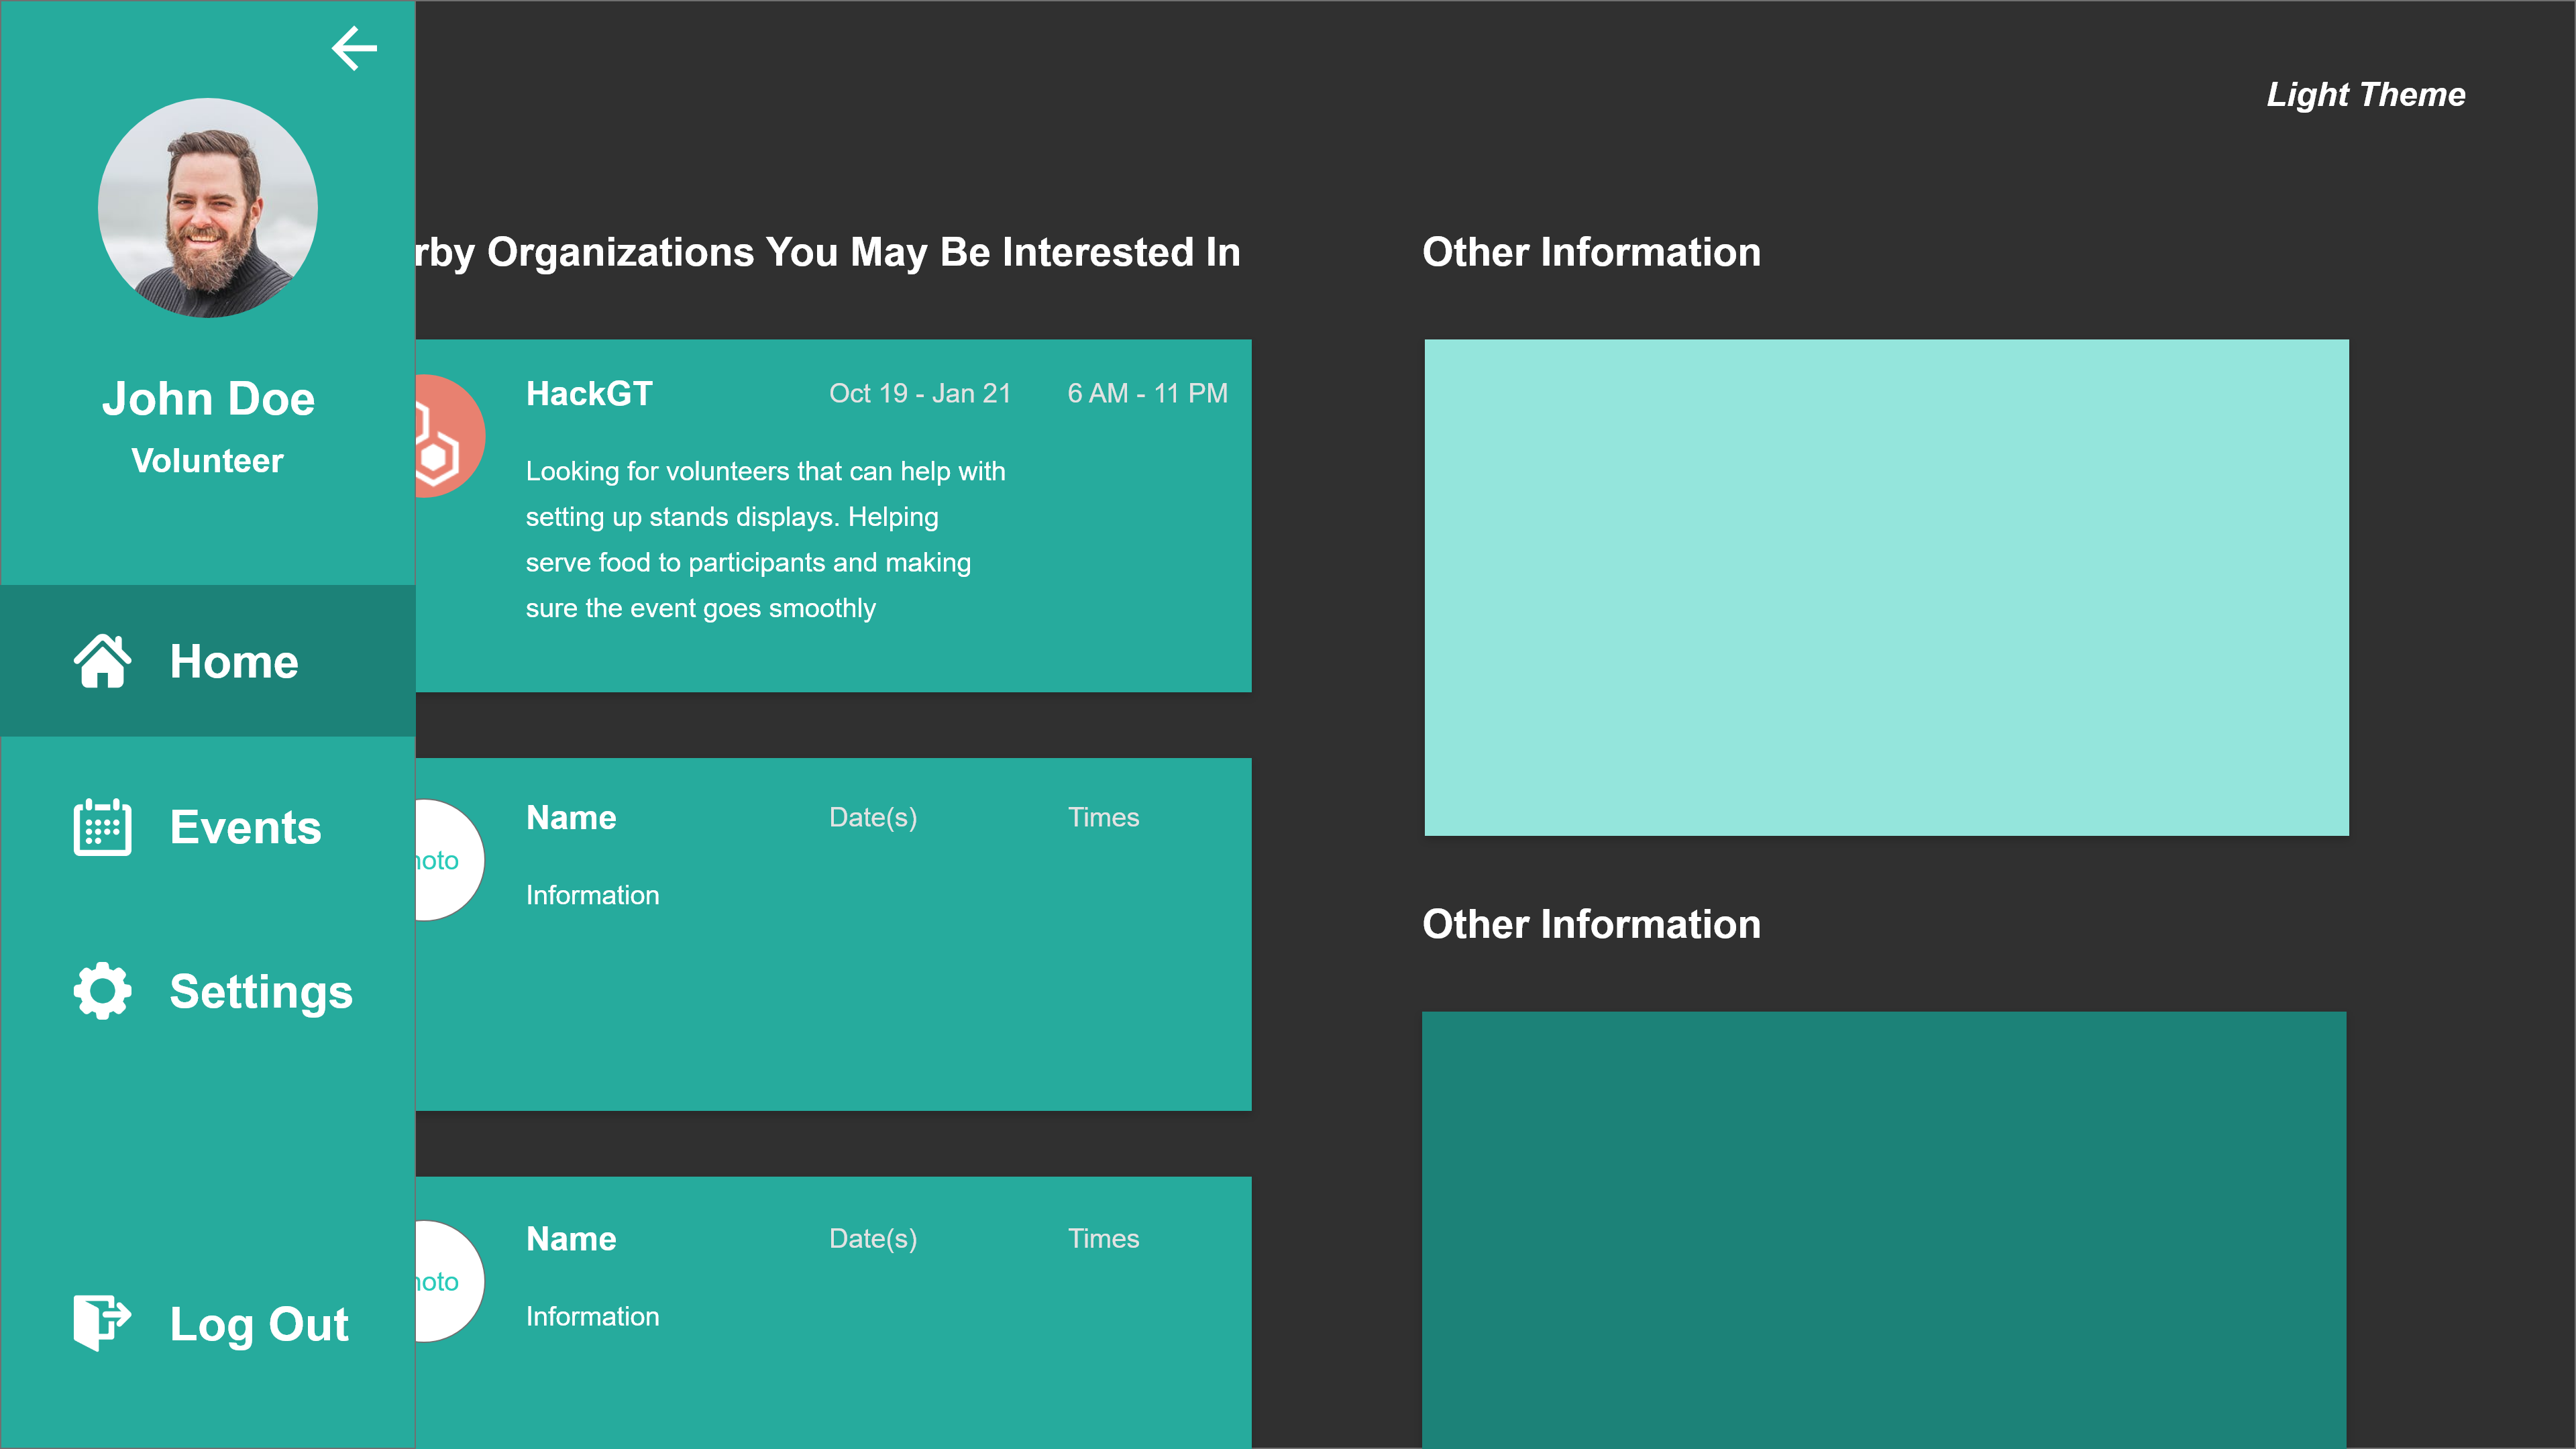 Light Theme
John Doe
Volunteer
Home
Events
Settings
Log Out
rby Organizations You May Be Interested In
HackGT
Oct 19 - Jan 21
6 AM - 11 PM
Looking for volunteers that can help with
setting up stands displays. Helping
serve food to participants and making
sure the event goes smoothly
Name
Date(s)
Times
hoto
Information
Name
Date(s)
Times
hoto
Information
Other Information
Other Information